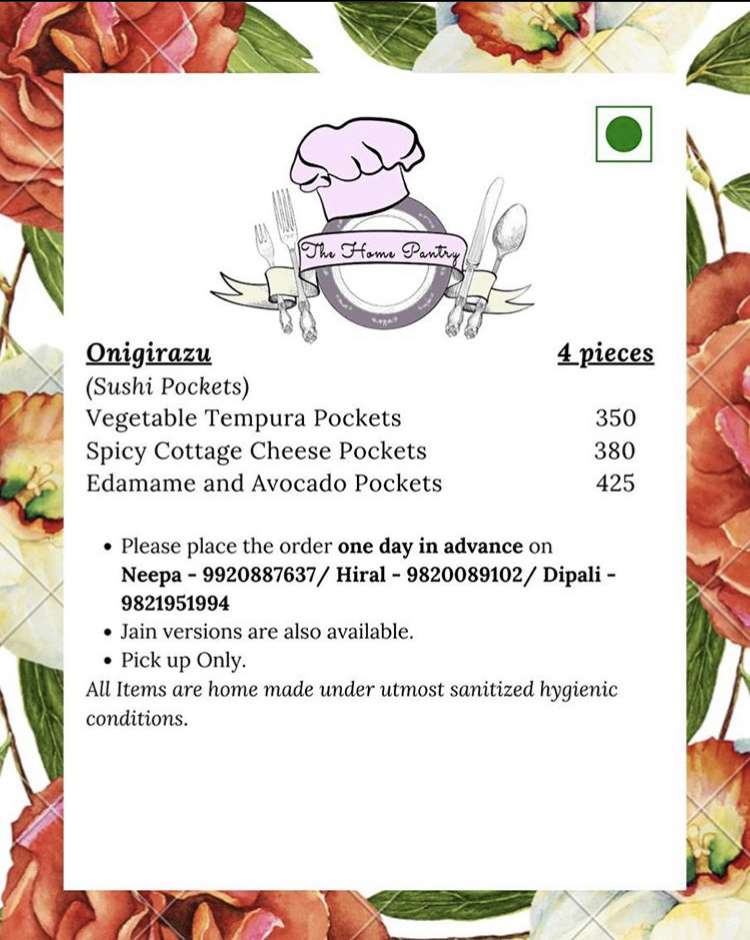 The Home Pantry
Onigirazu 4 pieces
(Sushi Pockets)
Vegetable Tempura Pockets 350
Spicy Cottage Cheese Pockets 380
Edamame and Avocado Pockets 425
• Please place the order one day in advance on
Neepa - 9920887637/ Hiral - 9820089102/ Dipali -
9821951994
• Jain versions are also available.
• Pick up Only.
All Items are home made under utmost sanitized hygienic
conditions.